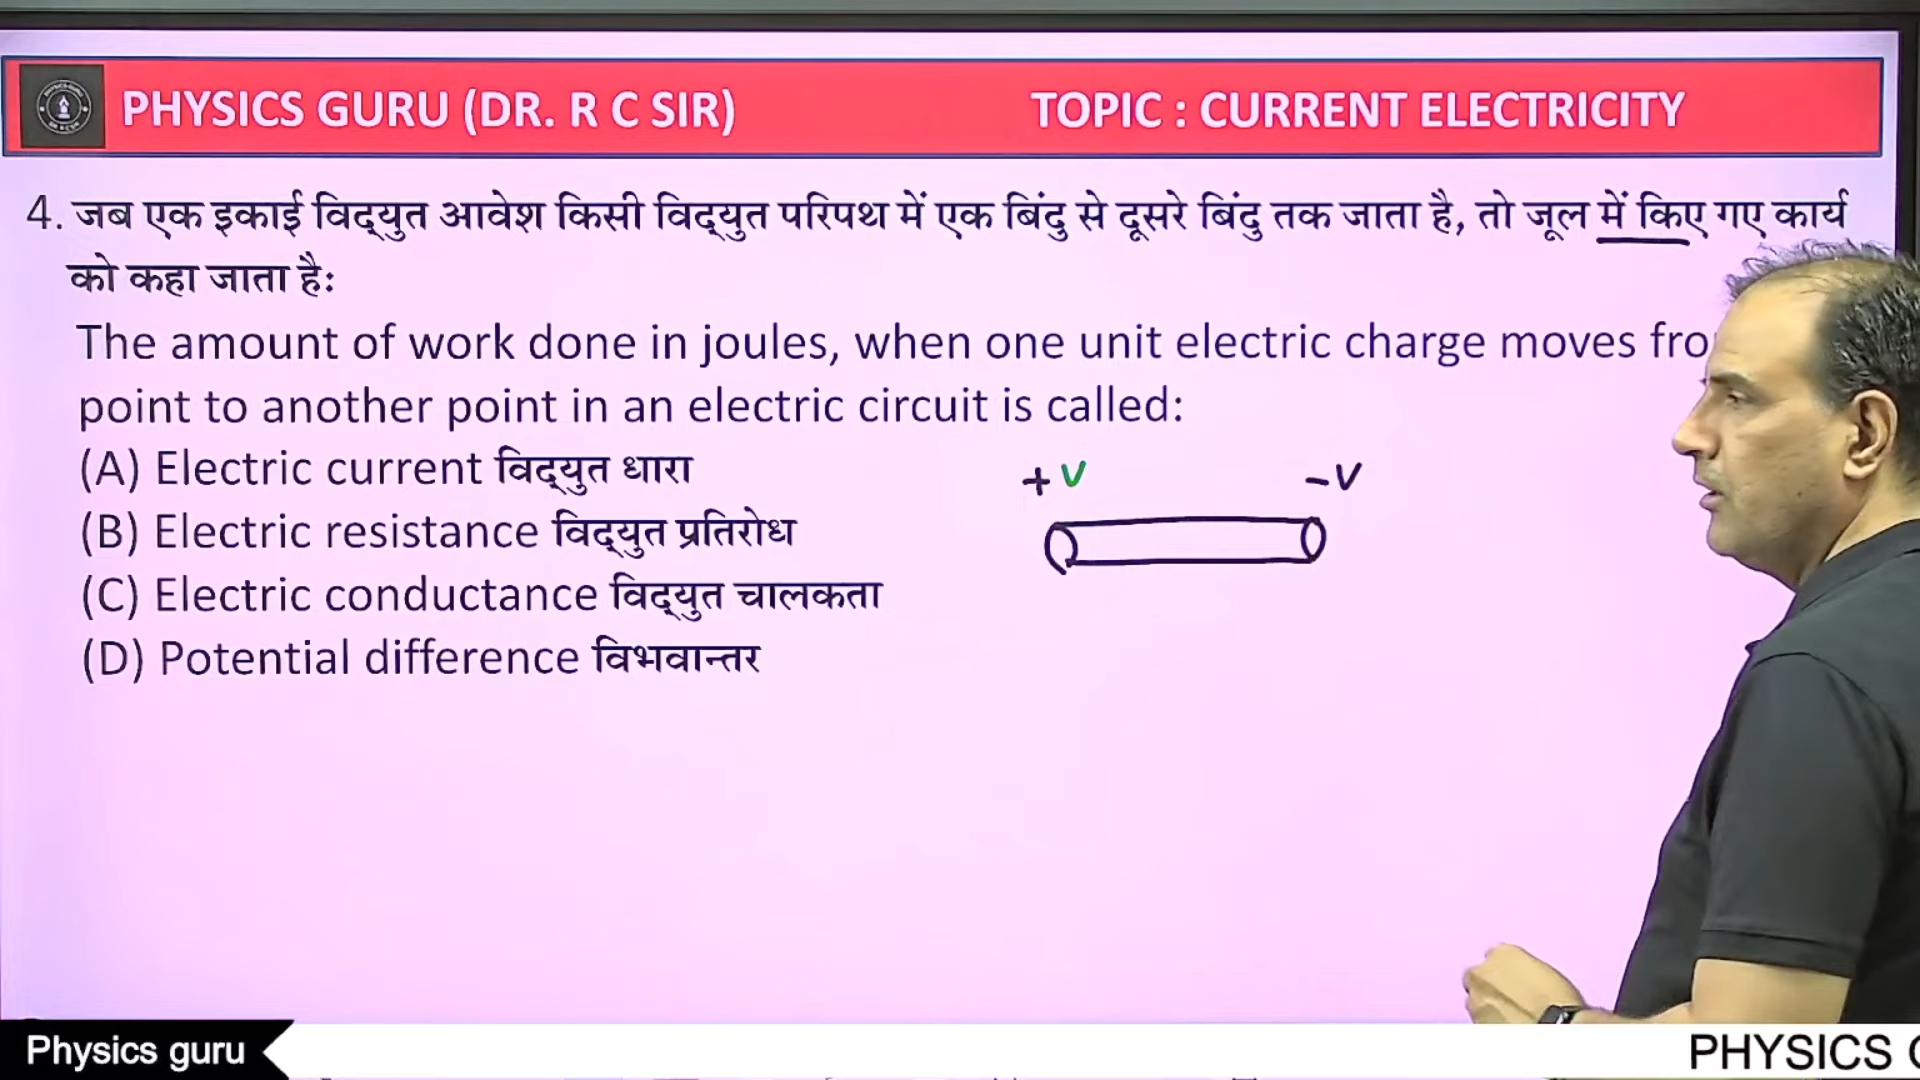 PHYSICS GURU (DR. R C SIR) TOPIC : CURRENT ELECTRICITY
4. जब एक इकाई विद्युत आवेश किसी विद्युत परिपथ में एक बिंदु से दूसरे बिंदु तक जाता है, तो जूल में किए गए कार्य
को कहा जाता है:
The amount of work done in joules, when one unit electric charge moves
point to another point in an electric circuit is called:
(A) Electric current विद्युत धारा
+ V - V
(B) Electric resistance विद्युत प्रतिरोध
(C) Electric conductance विद्युत चालकता
(D) Potential difference विभवान्तर
Physics guru PHYSICS